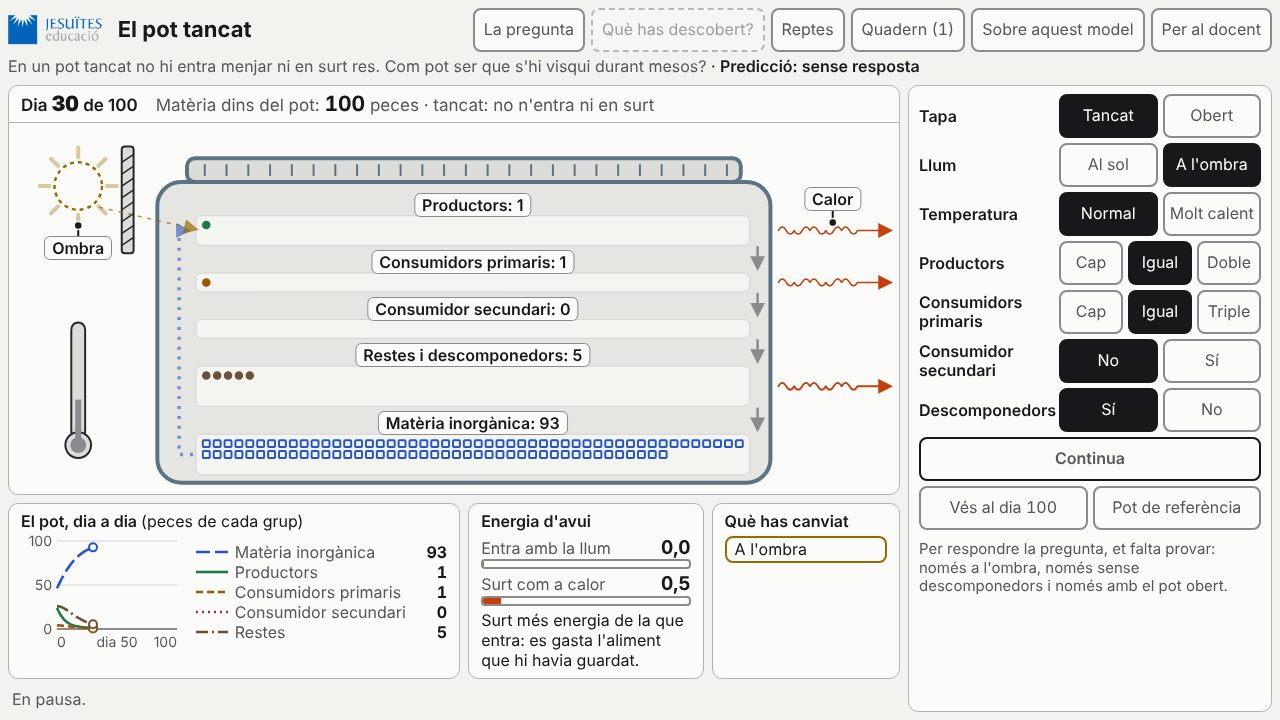 JESUÏTES
educació
El pot tancat
La pregunta
Què has descobert?
Reptes
Quadern (1)
Sobre aquest model
Per al docent
En un pot tancat no hi entra menjar ni en surt res. Com pot ser que s'hi visqui durant mesos? · Predicció: sense resposta
Dia 30 de 100
Matèria dins del pot: 100 peces · tancat: no n'entra ni en surt
Ombra
Productors: 1
Consumidors primaris: 1
Consumidor secundari: 0
Restes i descomponedors: 5
Matèria inorgànica: 93
Calor
Tapa
Tancat
Obert
Llum
Al sol
A l'ombra
Temperatura
Normal
Molt calent
Productors
Cap
Igual
Doble
Consumidors
primaris
Cap
Igual
Triple
Consumidor
secundari
No
Sí
Descomponedors
Sí
No
Continua
Vés al dia 100
Pot de referència
Per respondre la pregunta, et falta provar:
només a l'ombra, només sense
descomponedors i només amb el pot obert.
El pot, dia a dia (peces de cada grup)
100
50
0
0
dia 50
100
Matèria inorgànica 93
Productors 1
Consumidors primaris 1
Consumidor secundari 0
Restes 5
Energia d'avui
Entra amb la llum 0,0
Surt com a calor 0,5
Surt més energia de la que
entra: es gasta l'aliment
que hi havia guardat.
Què has canviat
A l'ombra
En pausa.